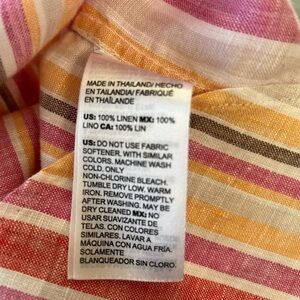 MADE IN THAILAND/ HECHO
EN TAILANDIA/ FABRIQUÉ
EN THAÏLANDE
US: 100% LINEN MX: 100%
LINO CA: 100% LIN
US: DO NOT USE FABRIC
SOFTENER. WITH SIMILAR
COLORS. MACHINE WASH
COLD. ONLY
NON-CHLORINE BLEACH.
TUMBLE DRY LOW. WARM
IRON. REMOVE PROMPTLY
AFTER WASHING. MAY BE
DRY CLEANED MX: NO
USAR SUAVIZANTE DE
TELAS. CON COLORES
SIMILARES. LAVAR A
MÁQUINA CON AGUA FRÍA.
SOLAMENTE
BLANQUEADOR SIN CLORO.